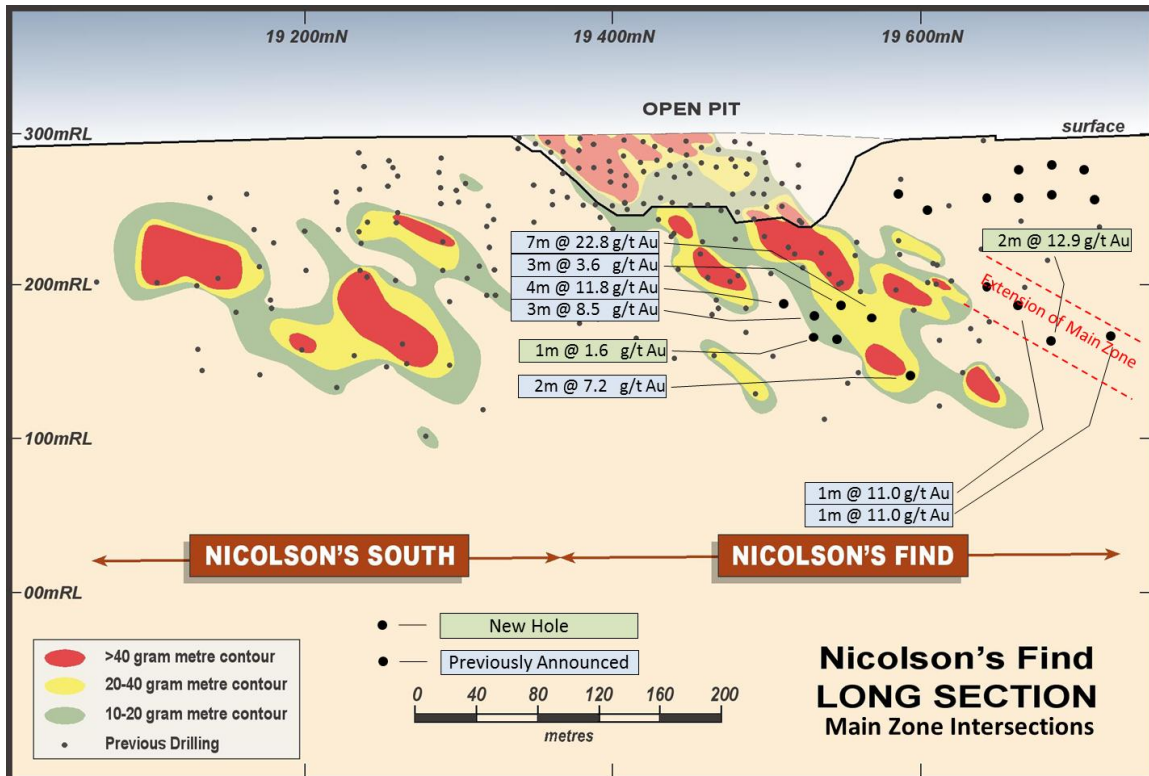 19 200mN
19 400mN
19 600mN
OPEN PIT
300mRL
surface
7m @ 22.8 g/t Au
2m @ 12.9 g/t Au
3m @ 3.6 g/t Au
200mRL
4m @ 11.8 g/t Au
3m @ 8.5 g/t Au
Extension of Main Zone
1m @ 1.6 g/t Au
2m @ 7.2 g/t Au
100mRL
1m @ 11.0 g/t Au
1m @ 11.0 g/t Au
NICOLSON'S SOUTH
NICOLSON'S FIND
00mRL
New Hole
Previously Announced
>40 gram metre contour
20-40 gram metre contour
10-20 gram metre contour
Previous Drilling
0 40 80 120 160 200
metres
Nicolson's Find
LONG SECTION
Main Zone Intersections